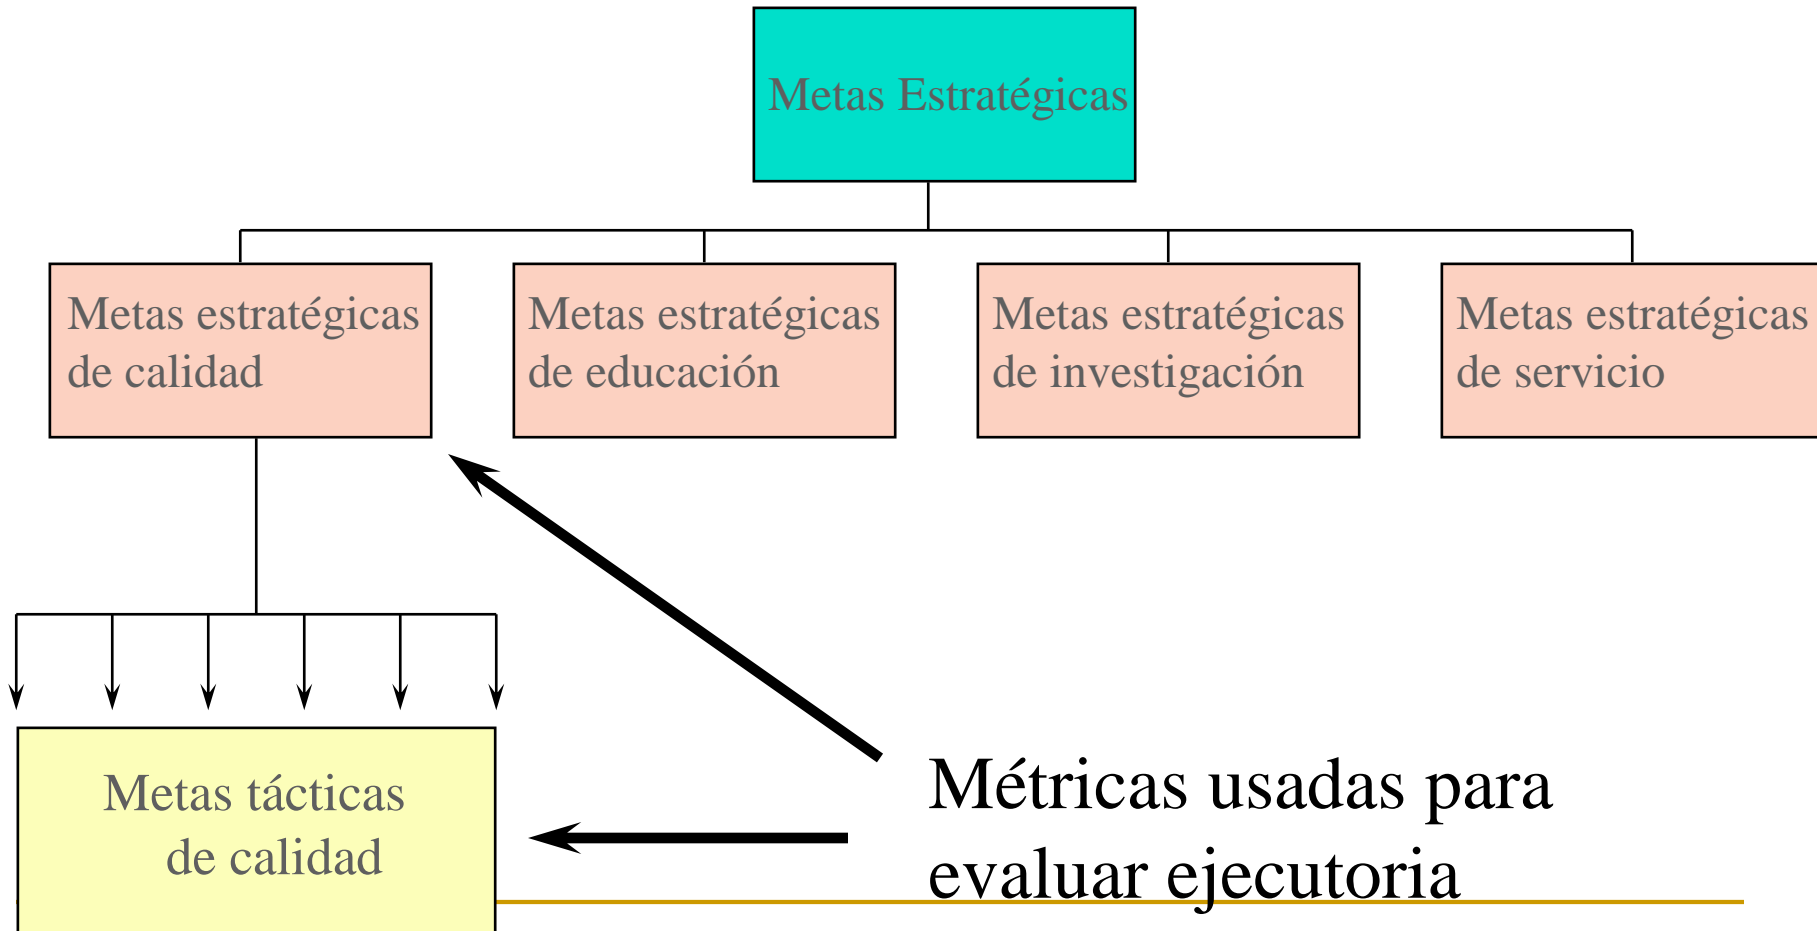 Metas Estratégicas
Metas estratégicas
de calidad
Metas estratégicas
de educación
Metas estratégicas
de investigación
Metas estratégicas
de servicio
Metas tácticas
de calidad
Métricas usadas para
evaluar ejecutoria